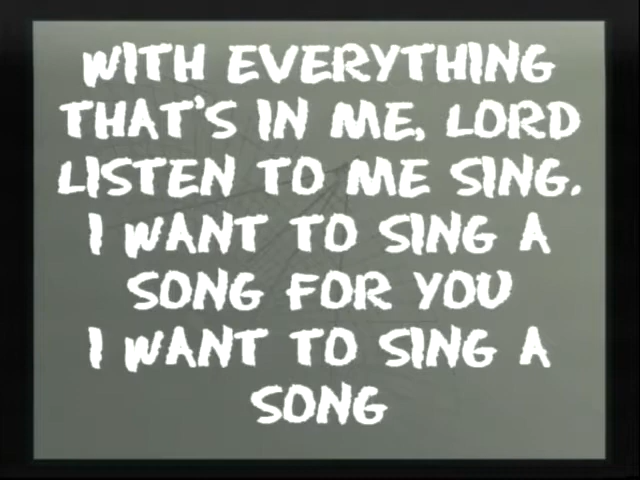 WITH EVERYTHING
THAT'S IN ME, LORD
LISTEN TO ME SING.
I WANT TO SING A
SONG FOR YOU
I WANT TO SING A
SONG